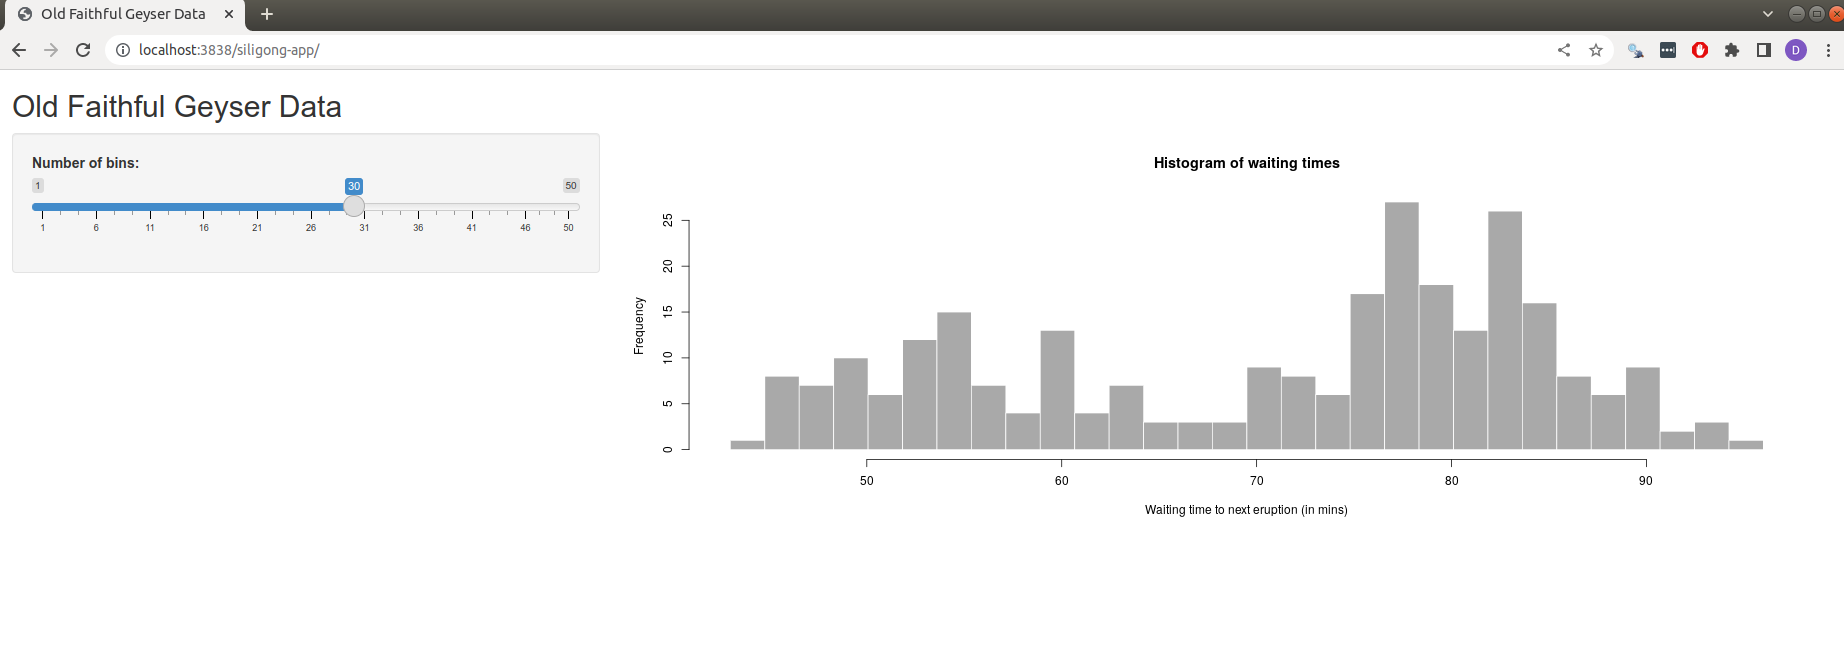 Old Faithful Geyser Data
localhost:3838/siligong-app/
D
Old Faithful Geyser Data
Number of bins:
1 30 50
1 6 11 16 21 26 31 36 41 46 50
Histogram of waiting times
Frequency
25
20
15
10
5
0
50 60 70 80 90
Waiting time to next eruption (in mins)